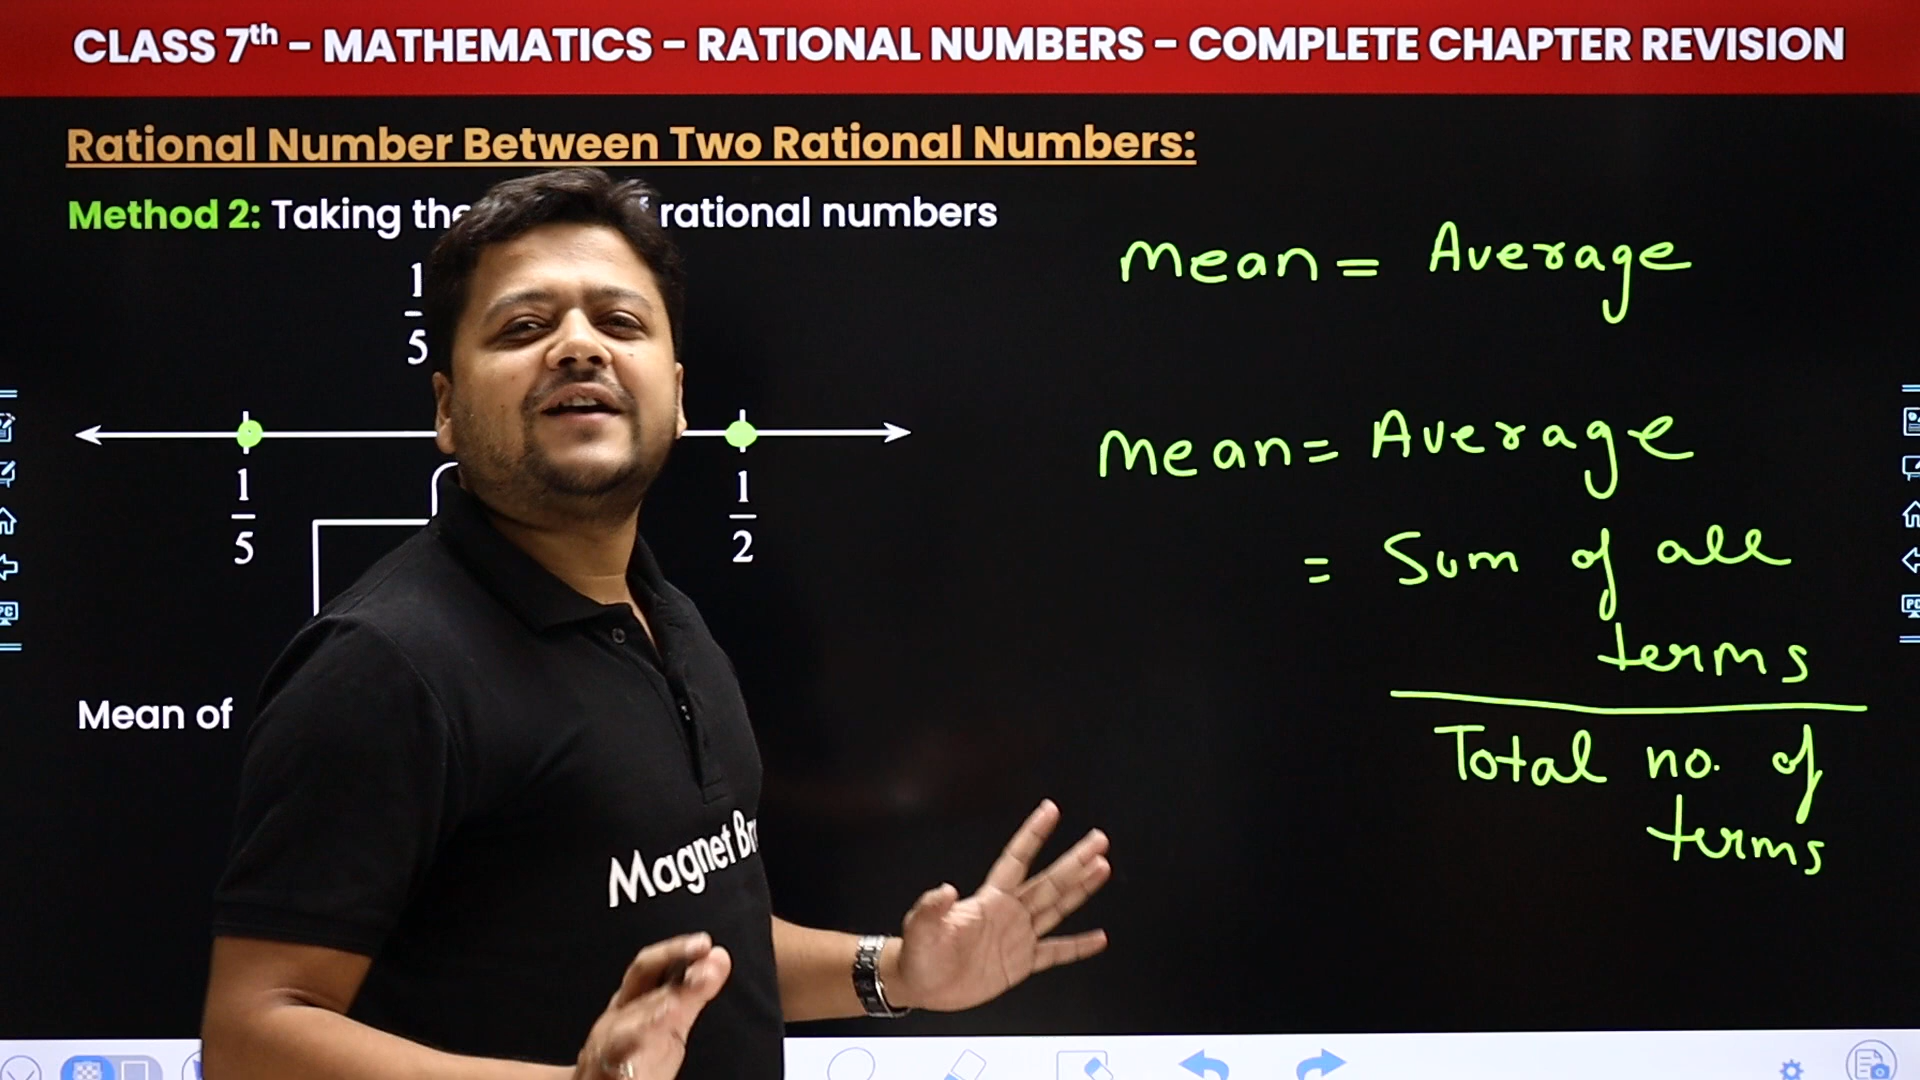 CLASS 7th - MATHEMATICS - RATIONAL NUMBERS - COMPLETE CHAPTER REVISION
Rational Number Between Two Rational Numbers:
Method 2: Taking the rational numbers
1
5
1
5
1
2
Mean of
Mean = Average
Mean = Average
= Sum of all
terms
Total no. of
terms
Magnet